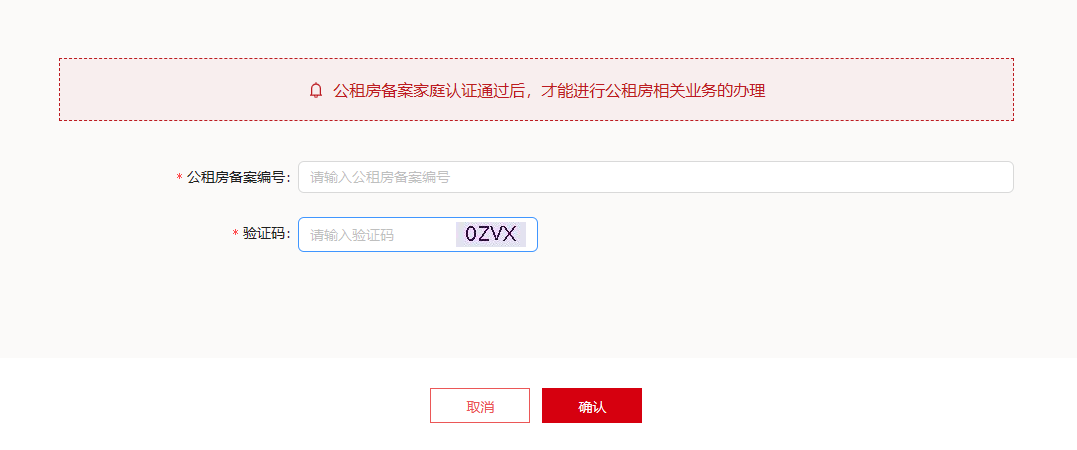 公租房备案家庭认证通过后，才能进行公租房相关业务的办理
* 公租房备案编号： 请输入公租房备案编号
* 验证码： 请输入验证码 0ZVX
取消 确认